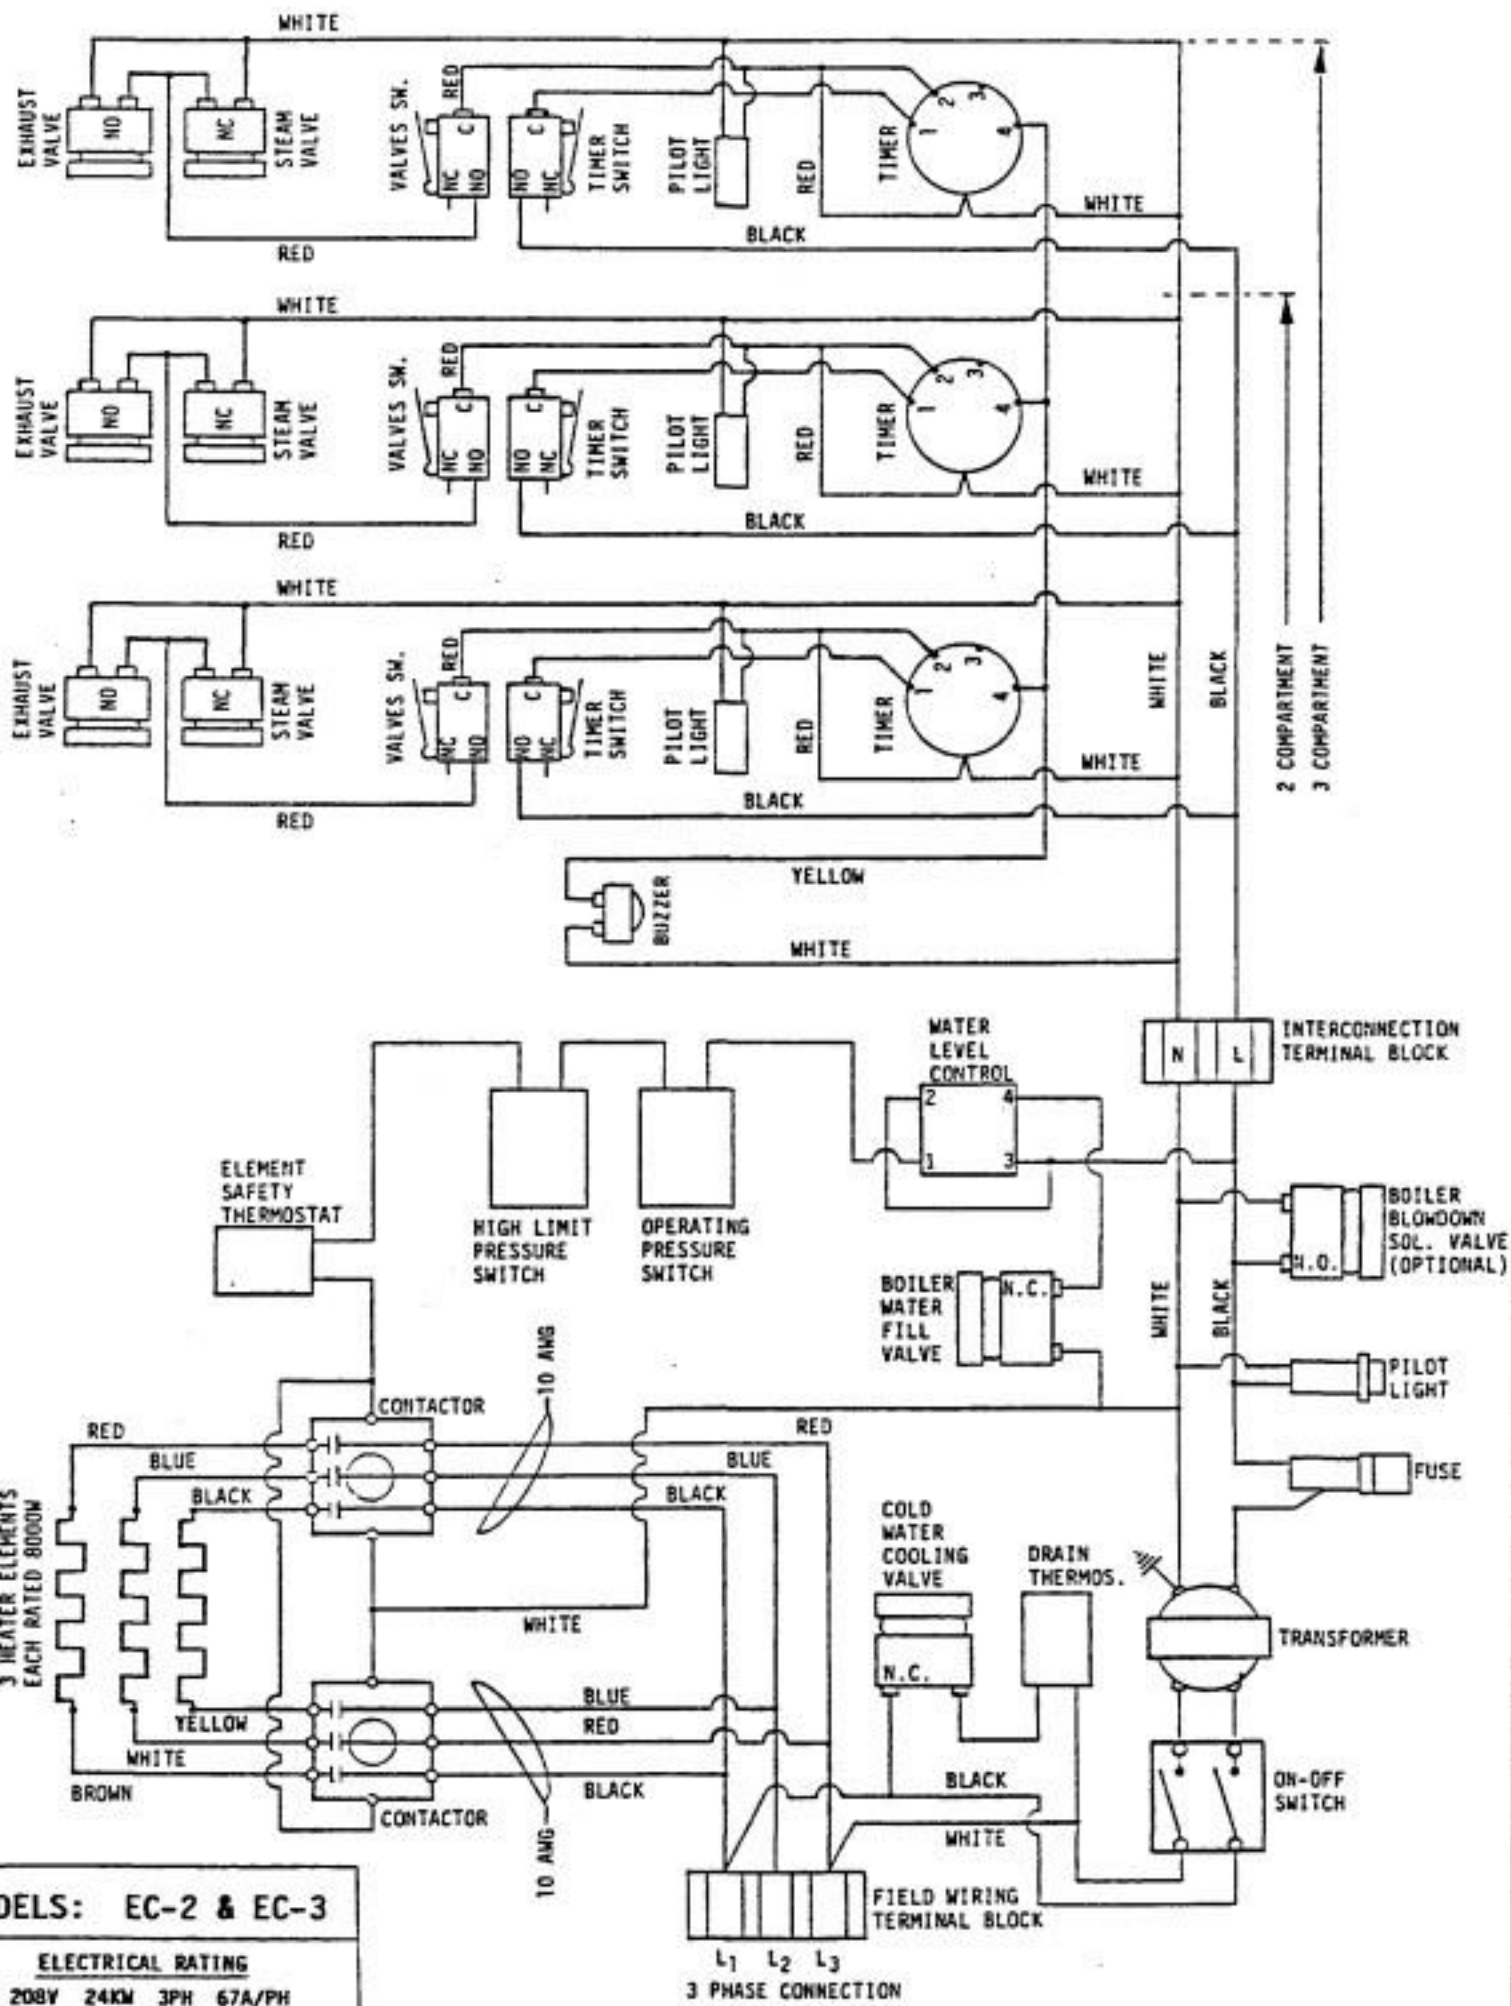 WHITE
EXHAUST
VALVE
NO
NC
STEAM
VALVE
VALVES SW.
RED
C
NC
NO
C
NO
NC
TIMER
SWITCH
PILOT
LIGHT
RED
TIMER
1
2
3
4
WHITE
BLACK
RED
WHITE
EXHAUST
VALVE
NO
NC
STEAM
VALVE
VALVES SW.
RED
C
NC
NO
C
NO
NC
TIMER
SWITCH
PILOT
LIGHT
RED
TIMER
1
2
3
4
WHITE
BLACK
RED
WHITE
EXHAUST
VALVE
NO
NC
STEAM
VALVE
VALVES SW.
RED
C
NC
NO
C
NO
NC
TIMER
SWITCH
PILOT
LIGHT
RED
TIMER
1
2
3
4
WHITE
BLACK
RED
WHITE
BLACK
2 COMPARTMENT
3 COMPARTMENT
YELLOW
BUZZER
WHITE
INTERCONNECTION
TERMINAL BLOCK
N
L
WATER
LEVEL
CONTROL
2
4
1
3
ELEMENT
SAFETY
THERMOSTAT
HIGH LIMIT
PRESSURE
SWITCH
OPERATING
PRESSURE
SWITCH
BOILER
BLOWDOWN
SOL. VALVE
(OPTIONAL)
N.O.
BOILER
WATER
FILL
VALVE
N.C.
WHITE
BLACK
PILOT
LIGHT
CONTACTOR
10 AWG
RED
BLUE
BLACK
RED
BLUE
BLACK
FUSE
3 HEATER ELEMENTS
EACH RATED 8000W
COLD
WATER
COOLING
VALVE
N.C.
DRAIN
THERMOS.
TRANSFORMER
WHITE
YELLOW
WHITE
BROWN
BLUE
RED
BLACK
CONTACTOR
10 AWG
BLACK
WHITE
ON-OFF
SWITCH
FIELD WIRING
TERMINAL BLOCK
L1 L2 L3
3 PHASE CONNECTION
DELS: EC-2 & EC-3
ELECTRICAL RATING
208V 24KW 3PH 67A/PH